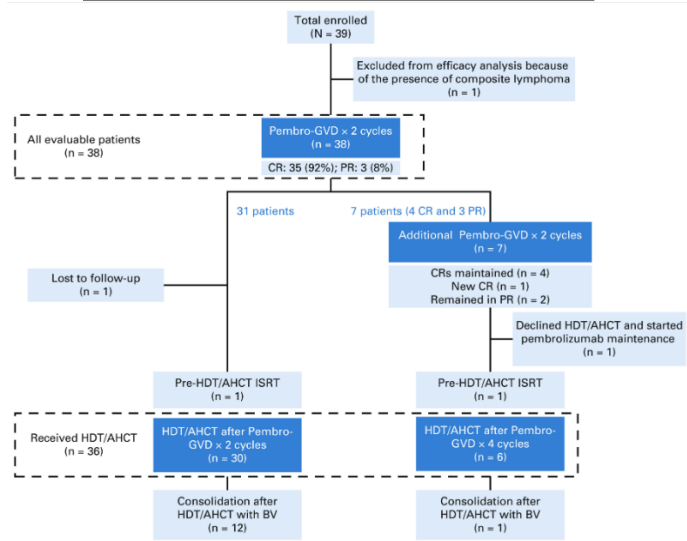 Total enrolled
(N = 39)
Excluded from efficacy analysis because
of the presence of composite lymphoma
(n = 1)
All evaluable patients
(n = 38)
Pembro-GVD × 2 cycles
(n = 38)
CR: 35 (92%); PR: 3 (8%)
31 patients
7 patients (4 CR and 3 PR)
Additional Pembro-GVD × 2 cycles
(n = 7)
CRs maintained (n = 4)
New CR (n = 1)
Remained in PR (n = 2)
Lost to follow-up
(n = 1)
Declined HDT/AHCT and started
pembrolizumab maintenance
(n = 1)
Pre-HDT/AHCT ISRT
(n = 1)
Pre-HDT/AHCT ISRT
(n = 1)
Received HDT/AHCT
(n = 36)
HDT/AHCT after Pembro-
GVD × 2 cycles
(n = 30)
HDT/AHCT after Pembro-
GVD × 4 cycles
(n = 6)
Consolidation after
HDT/AHCT with BV
(n = 12)
Consolidation after
HDT/AHCT with BV
(n = 1)